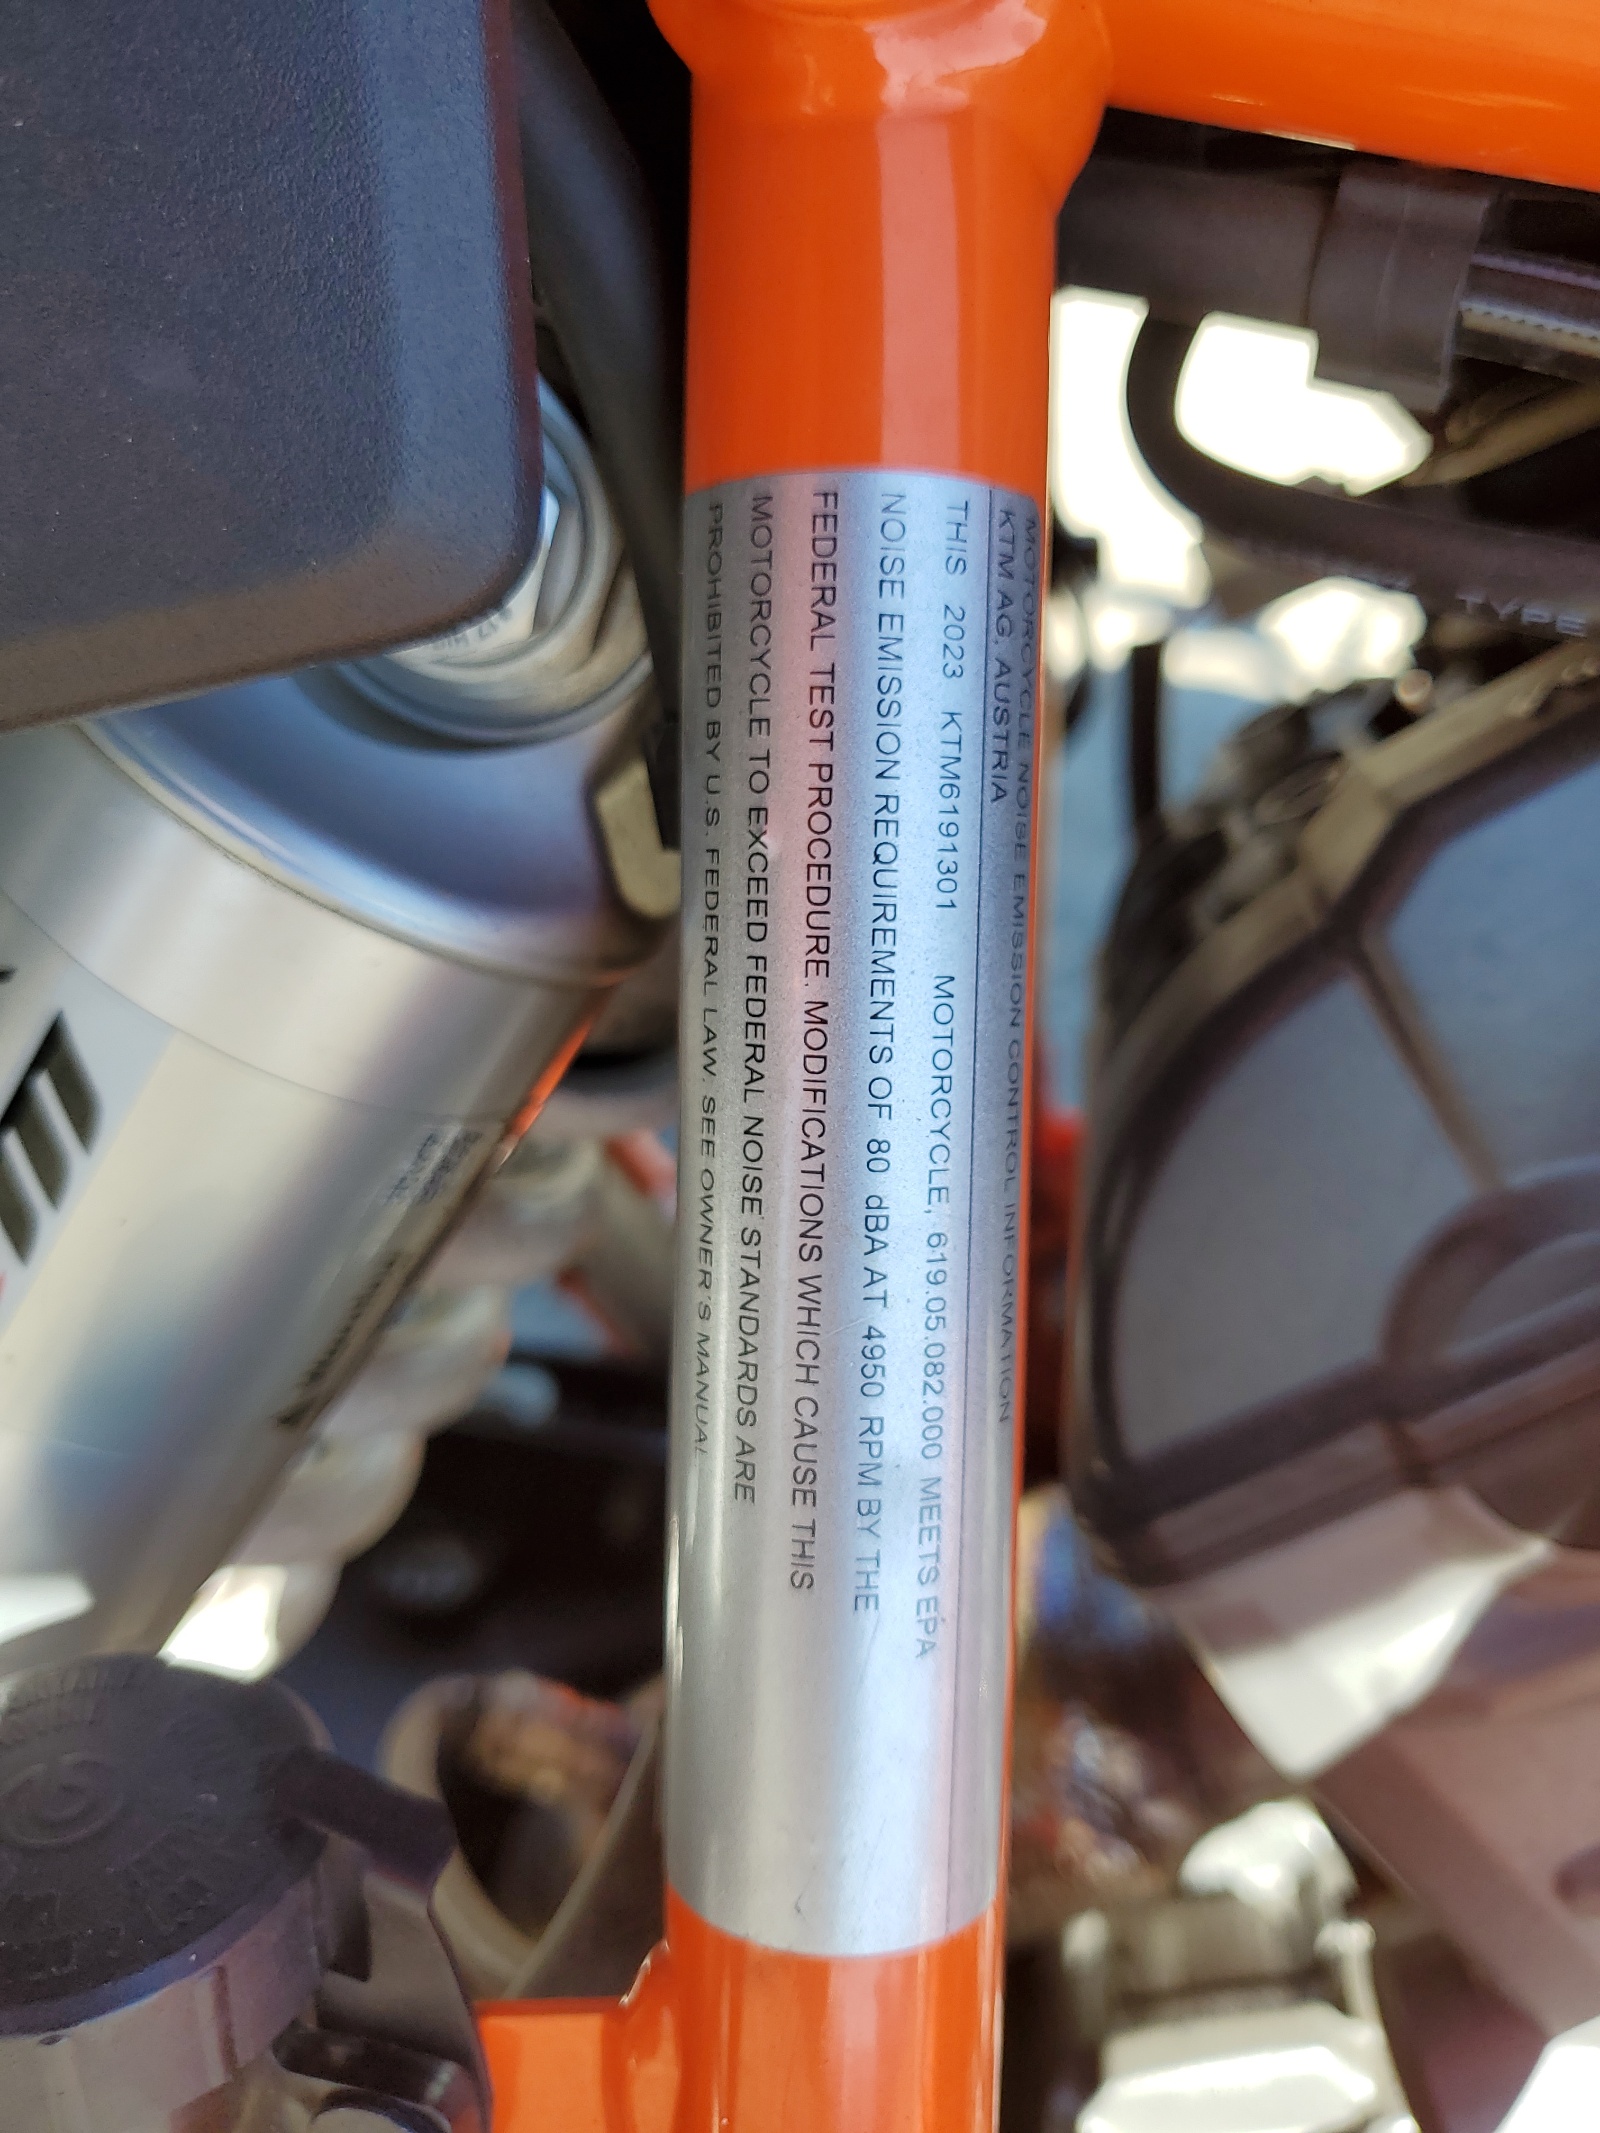 MOTORCYCLE NOISE EMISSION CONTROL INFORMATION
KTM AG, AUSTRIA
THIS 2023 KTM6191301 MOTORCYCLE, 619.05.082.000 MEETS EPA
NOISE EMISSION REQUIREMENTS OF 80 dBA AT 4950 RPM BY THE
FEDERAL TEST PROCEDURE. MODIFICATIONS WHICH CAUSE THIS
MOTORCYCLE TO EXCEED FEDERAL NOISE STANDARDS ARE
PROHIBITED BY U.S. FEDERAL LAW. SEE OWNER'S MANUAL
TYPE